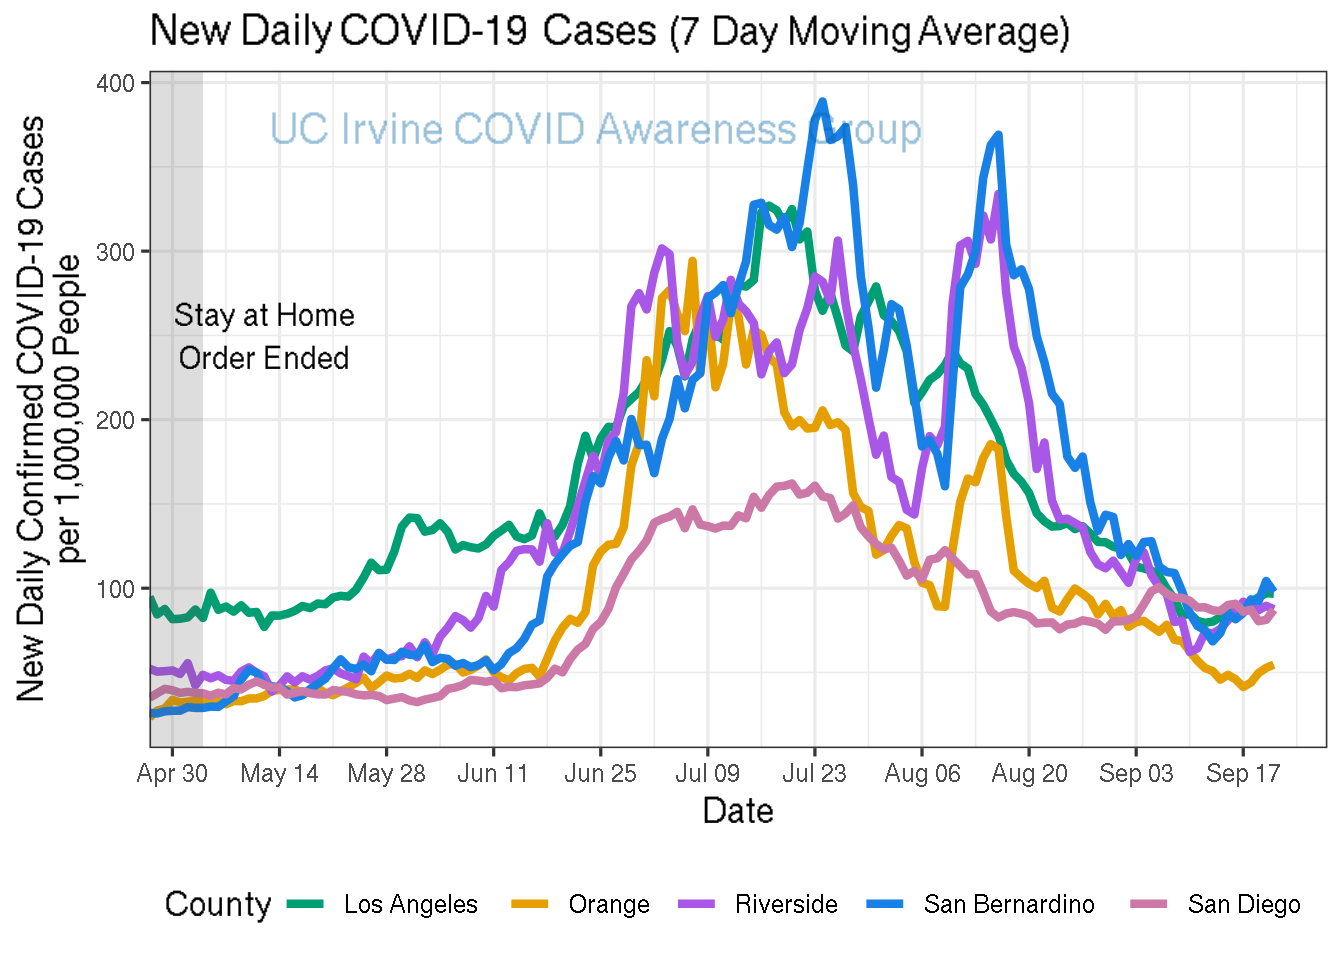 New Daily COVID-19 Cases (7 Day Moving Average)
UC Irvine COVID Awareness Group
New Daily Confirmed COVID-19 Cases
per 1,000,000 People
400
300
200
100
Stay at Home
Order Ended
Apr 30 May 14 May 28 Jun 11 Jun 25 Jul 09 Jul 23 Aug 06 Aug 20 Sep 03 Sep 17
Date
County Los Angeles Orange Riverside San Bernardino San Diego